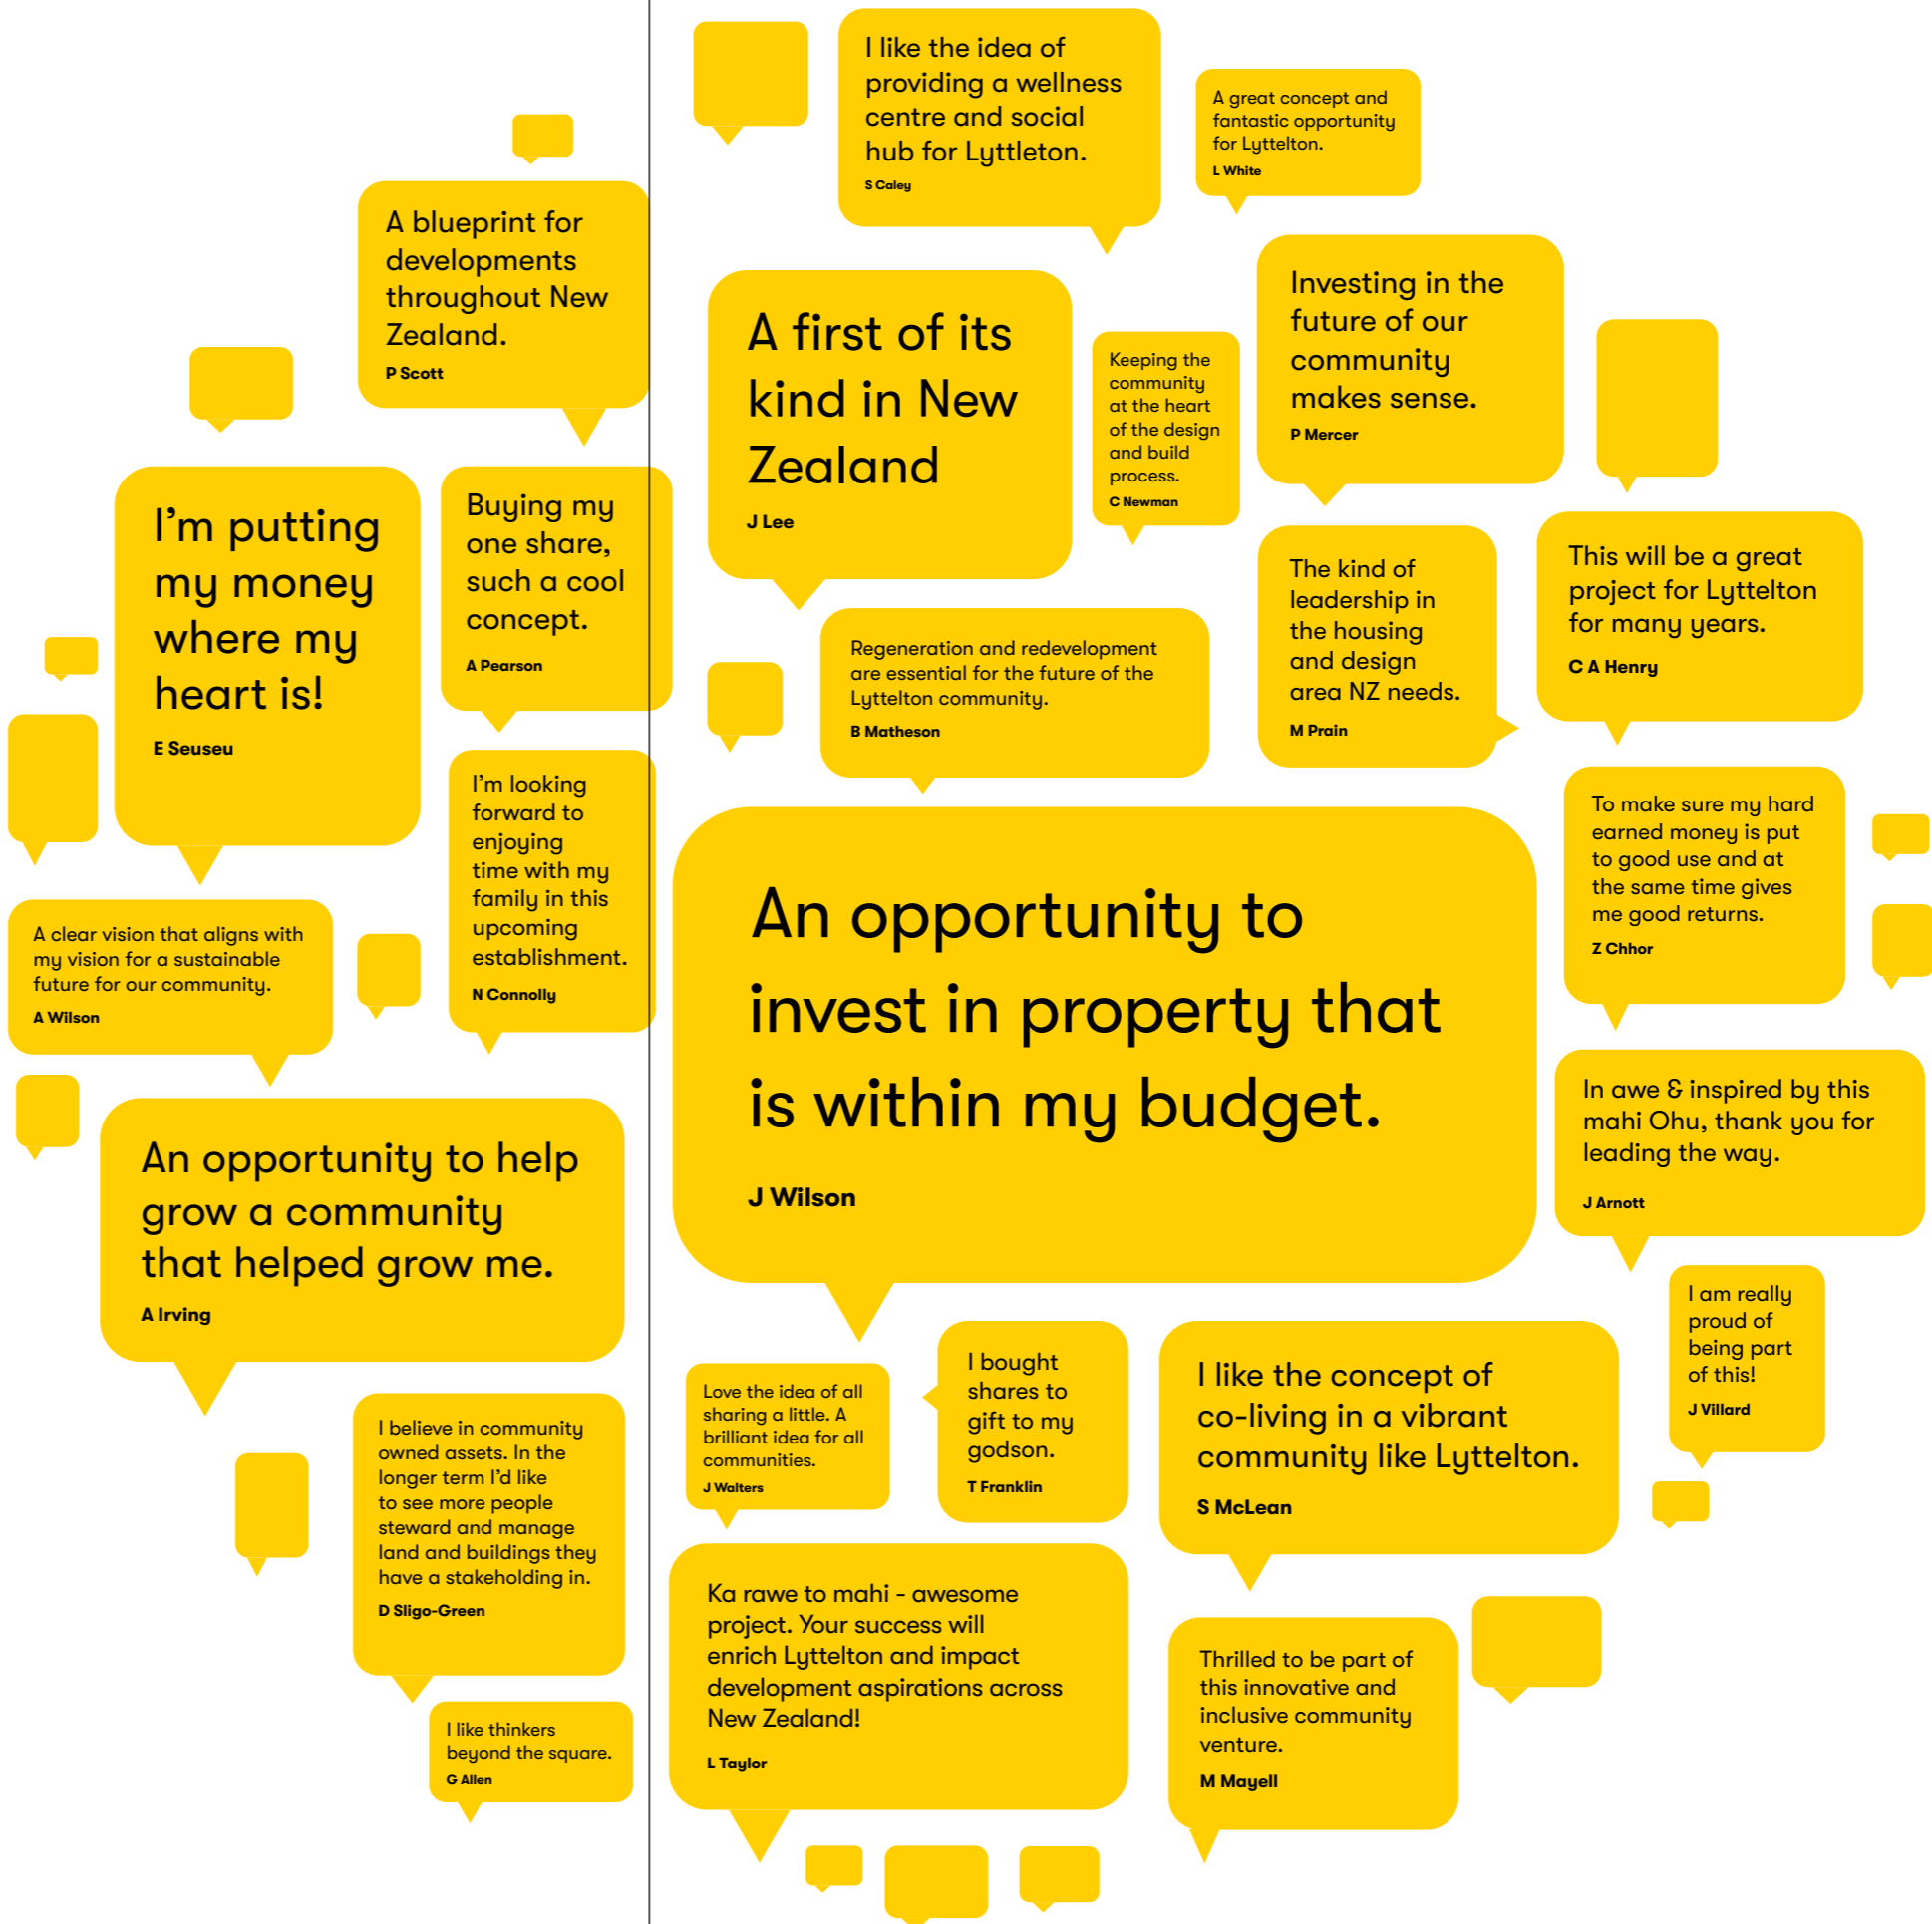 I like the idea of
providing a wellness
centre and social
hub for Lyttleton.
S Caley
A great concept and
fantastic opportunity
for Lyttelton.
L White
A blueprint for
developments
throughout New
Zealand.
P Scott
A first of its
kind in New
Zealand
J Lee
Keeping the
community
at the heart
of the design
and build
process.
C Newman
Investing in the
future of our
community
makes sense.
P Mercer
I'm putting
my money
where my
heart is!
E Seuseu
Buying my
one share,
such a cool
concept.
A Pearson
Regeneration and redevelopment
are essential for the future of the
Lyttelton community.
B Matheson
The kind of
leadership in
the housing
and design
area NZ needs.
M Prain
This will be a great
project for Lyttelton
for many years.
C A Henry
I'm looking
forward to
enjoying
time with my
family in this
upcoming
establishment.
N Connolly
To make sure my hard
earned money is put
to good use and at
the same time gives
me good returns.
Z Chhor
A clear vision that aligns with
my vision for a sustainable
future for our community.
A Wilson
An opportunity to
invest in property that
is within my budget.
J Wilson
In awe & inspired by this
mahi Ohu, thank you for
leading the way.
J Arnott
An opportunity to help
grow a community
that helped grow me.
A Irving
I am really
proud of
being part
of this!
J Villard
Love the idea of all
sharing a little. A
brilliant idea for all
communities.
J Walters
I bought
shares to
gift to my
godson.
T Franklin
I like the concept of
co-living in a vibrant
community like Lyttelton.
S McLean
I believe in community
owned assets. In the
longer term I'd like
to see more people
steward and manage
land and buildings they
have a stakeholding in.
D Sligo-Green
Ka rawe to mahi - awesome
project. Your success will
enrich Lyttelton and impact
development aspirations across
New Zealand!
L Taylor
Thrilled to be part of
this innovative and
inclusive community
venture.
M Mayell
I like thinkers
beyond the square.
G Allen